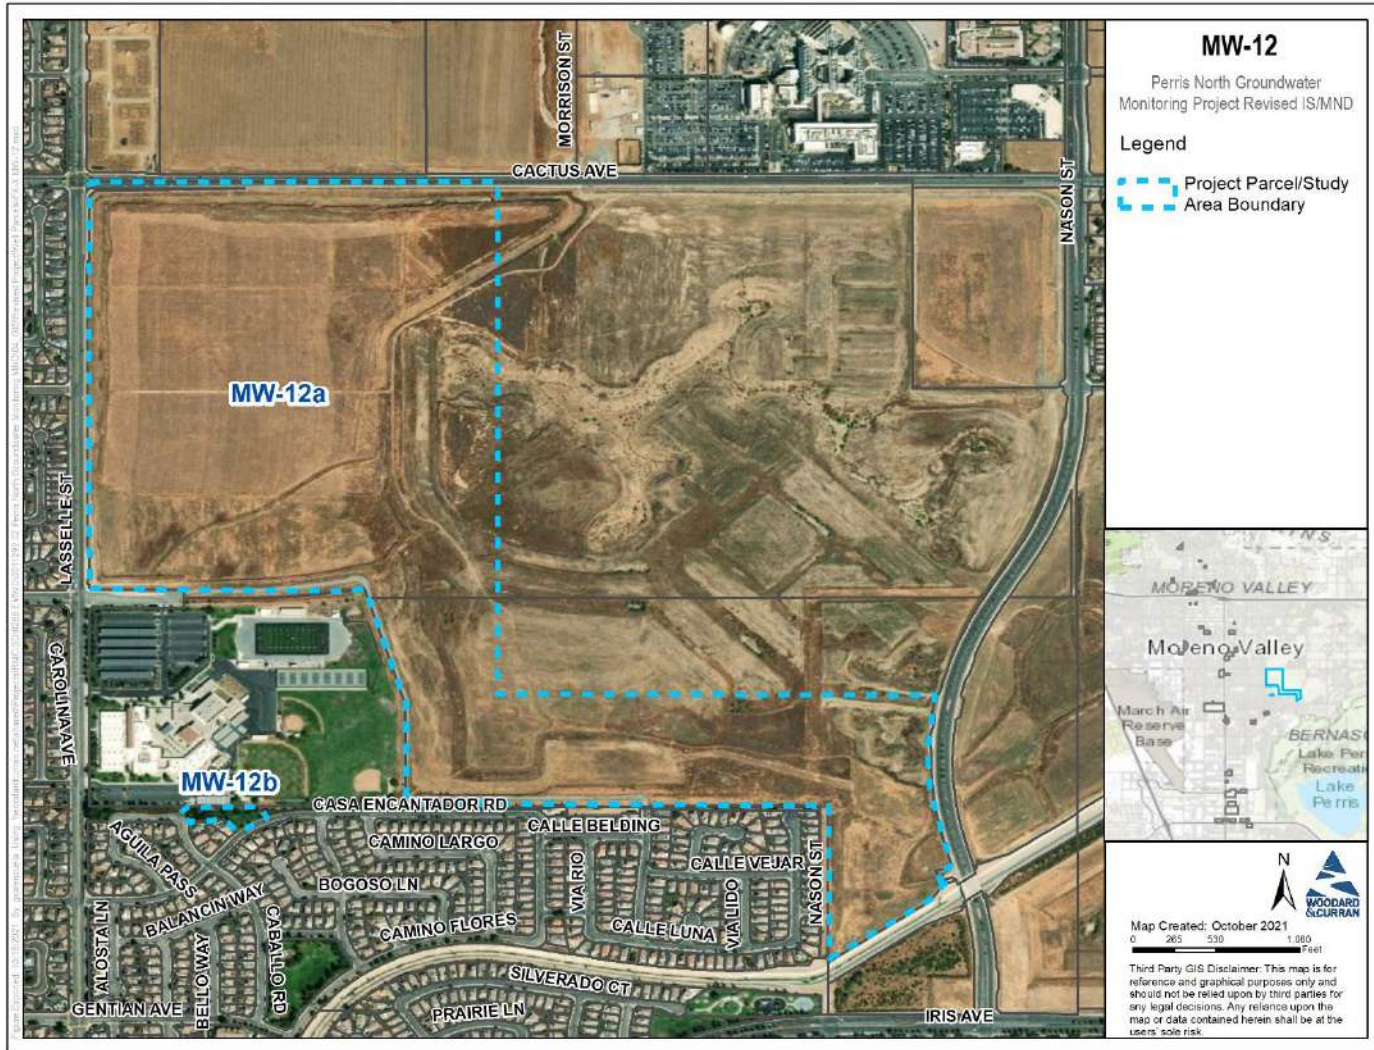 MW-12
Perris North Groundwater
Monitoring Project Revised IS/MND
Legend
Project Parcel/Study
Area Boundary
MORRISON ST
CACTUS AVE
NASON ST
MW-12a
LASSELLE ST
CAROLINA AVE
MW-12b
CASA ENCANTADOR RD
CALLE BELDING
CAMINO LARGO
AGUILA PASS
CALLE VEJAR
NASON ST
VIA RIO
BOGOSO LN
BALANCIN WAY
VIA LIDO
CALLE LUNA
CAMINO FLORES
CABALLO RD
ALOSTALN
BELLO WAY
SILVERADO CT
GENTIAN AVE
PRAIRIE LN
IRIS AVE
MORENO VALLEY
Moreno Valley
March Air
Reserve
Base
BERNASC
Lake Per
Recreati
Lake
Perris
N
WOODARD
&CURRAN
Map Created: October 2021
0 265 530 1,060
Feet
Third Party GIS Disclaimer: This map is for
reference and graphical purposes only and
should not be relied upon by third parties for
any legal decisions. Any reliance upon the
map or data contained herein shall be at the
users' sole risk.